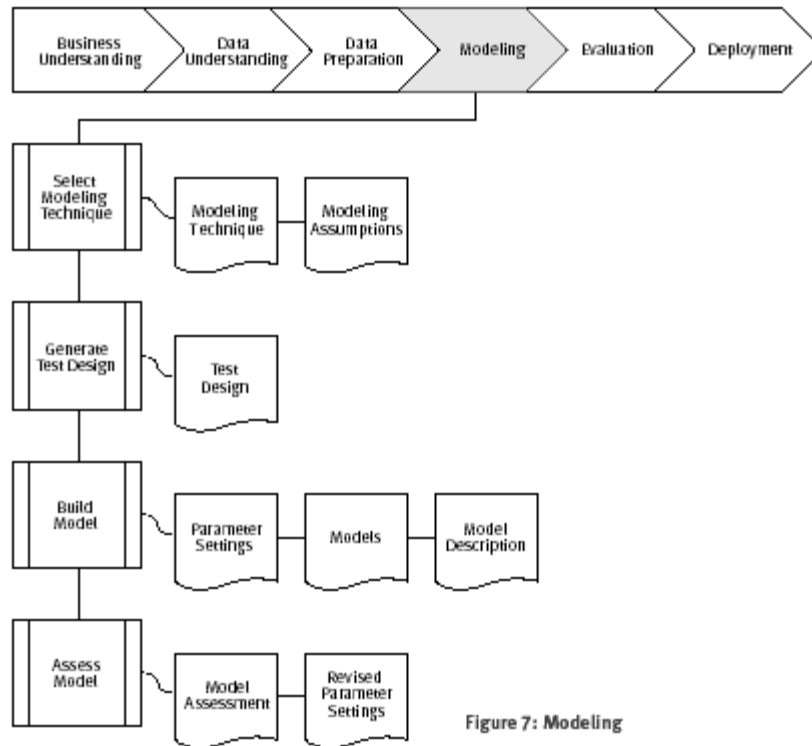 Business
Understanding
Data
Understanding
Data
Preparation
Modeling
Evaluation
Deployment
Select
Modeling
Technique
Modeling
Technique
Modeling
Assumptions
Generate
Test Design
Test
Design
Build
Model
Parameter
Settings
Models
Model
Description
Assess
Model
Model
Assessment
Revised
Parameter
Settings
Figure 7: Modeling